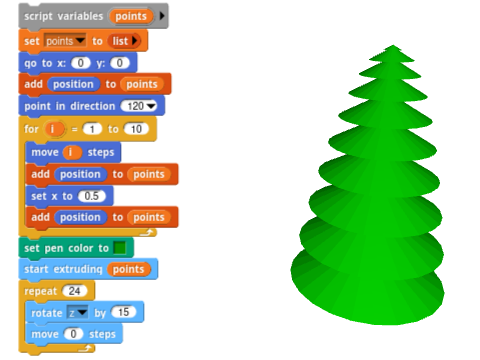 script variables points
set points to list
go to x: 0 y: 0
add position to points
point in direction 120
for i = 1 to 10
move i steps
add position to points
set x to 0.5
add position to points
set pen color to
start extruding points
repeat 24
rotate z by 15
move 0 steps